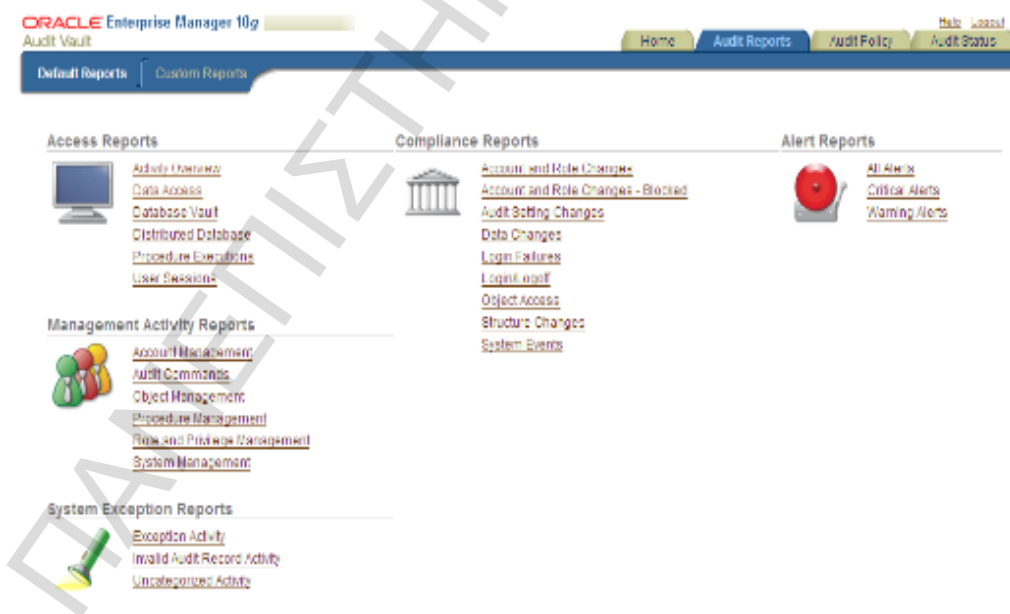 ORACLE Enterprise Manager 10g
Audit Vault
Help Logout
Home Audit Reports Audit Policy Audit Status
Default Reports Custom Reports
Access Reports
Activity Overview
Data Access
Database Vault
Distributed Database
Procedure Executions
User Sessions
Management Activity Reports
Account Management
Audit Commands
Object Management
Procedure Management
Role and Privilege Management
System Management
System Exception Reports
Exception Activity
Invalid Audit Record Activity
Uncategorized Activity
Compliance Reports
Account and Role Changes
Account and Role Changes - Blocked
Audit Setting Changes
Data Changes
Login Failures
Login/Logoff
Object Access
Structure Changes
System Events
Alert Reports
All Alerts
Critical Alerts
Warning Alerts
ΠΑΝΕΠΙΣΤΗ